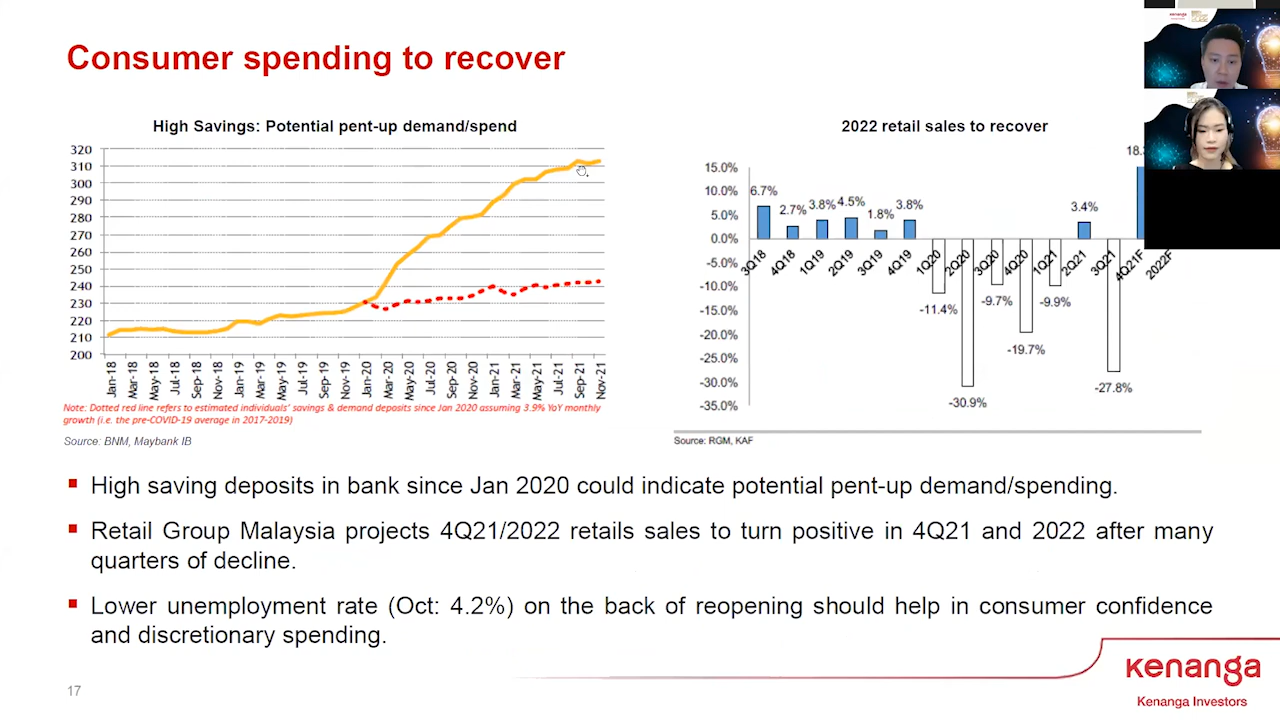 Consumer spending to recover
High Savings: Potential pent-up demand/spend
320
310
300
290
280
270
260
250
240
230
220
210
200
Jan-18
Mar-18
May-18
Jul-18
Sep-18
Nov-18
Jan-19
Mar-19
May-19
Jul-19
Sep-19
Nov-19
Jan-20
Mar-20
May-20
Jul-20
Sep-20
Nov-20
Jan-21
Mar-21
May-21
Jul-21
Sep-21
Nov-21
Note: Dotted red line refers to estimated individuals' savings & demand deposits since Jan 2020 assuming 3.9% YoY monthly
growth (i.e. the pre-COVID-19 average in 2017-2019)
Source: BNM, Maybank IB
2022 retail sales to recover
15.0%
10.0%
5.0%
0.0%
-5.0%
-10.0%
-15.0%
-20.0%
-25.0%
-30.0%
-35.0%
6.7%
2.7%
3.8%
4.5%
1.8%
3.8%
-11.4%
-30.9%
-9.7%
-19.7%
-9.9%
3.4%
-27.8%
3Q18
4Q18
1Q19
2Q19
3Q19
4Q19
1Q20
2Q20
3Q20
4Q20
1Q21
2Q21
3Q21
4Q21F
2022F
Source: RGM, KAF
▪ High saving deposits in bank since Jan 2020 could indicate potential pent-up demand/spending.
▪ Retail Group Malaysia projects 4Q21/2022 retails sales to turn positive in 4Q21 and 2022 after many
quarters of decline.
▪ Lower unemployment rate (Oct: 4.2%) on the back of reopening should help in consumer confidence
and discretionary spending.
17
kenanga
Kenanga Investors